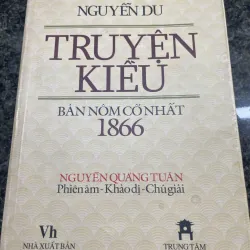 NGUYỄN DU
TRUYỆN
KIỀU
BẢN NÔM CỔ NHẤT
1866
NGUYỄN QUẢNG TUÂN
Phiên âm - Khảo dị - Chú giải
Vh
NHÀ XUẤT BẢN
TRUNG TÂM